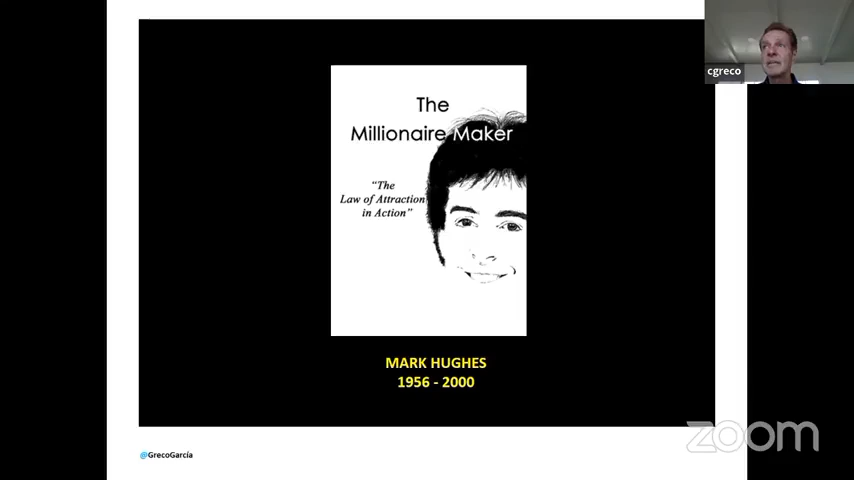 cgreco
The
Millionaire Maker
“The
Law of Attraction
in Action”
MARK HUGHES
1956 - 2000
zoom
@GrecoGarcía